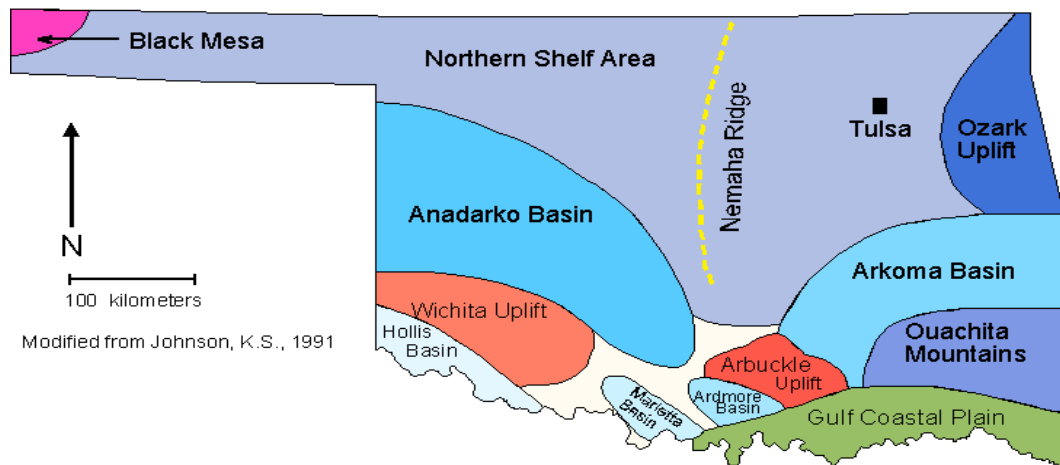 Black Mesa
Northern Shelf Area
Nemaha Ridge
Tulsa
Ozark
Uplift
N
100 kilometers
Modified from Johnson, K.S., 1991
Anadarko Basin
Arkoma Basin
Wichita Uplift
Hollis
Basin
Ouachita
Mountains
Arbuckle
Uplift
Ardmore
Basin
Marietta
Basin
Gulf Coastal Plain